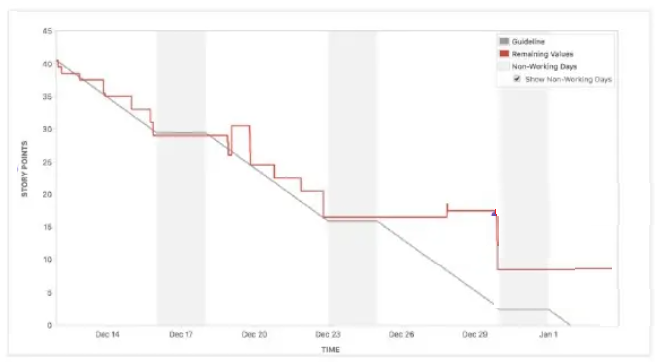 45
40
35
30
25
20
15
10
5
0
STORY POINTS
Guideline
Remaining Values
Non-Working Days
Show Non-Working Days
Dec 14 Dec 17 Dec 20 Dec 23 Dec 26 Dec 29 Jan 1
TIME